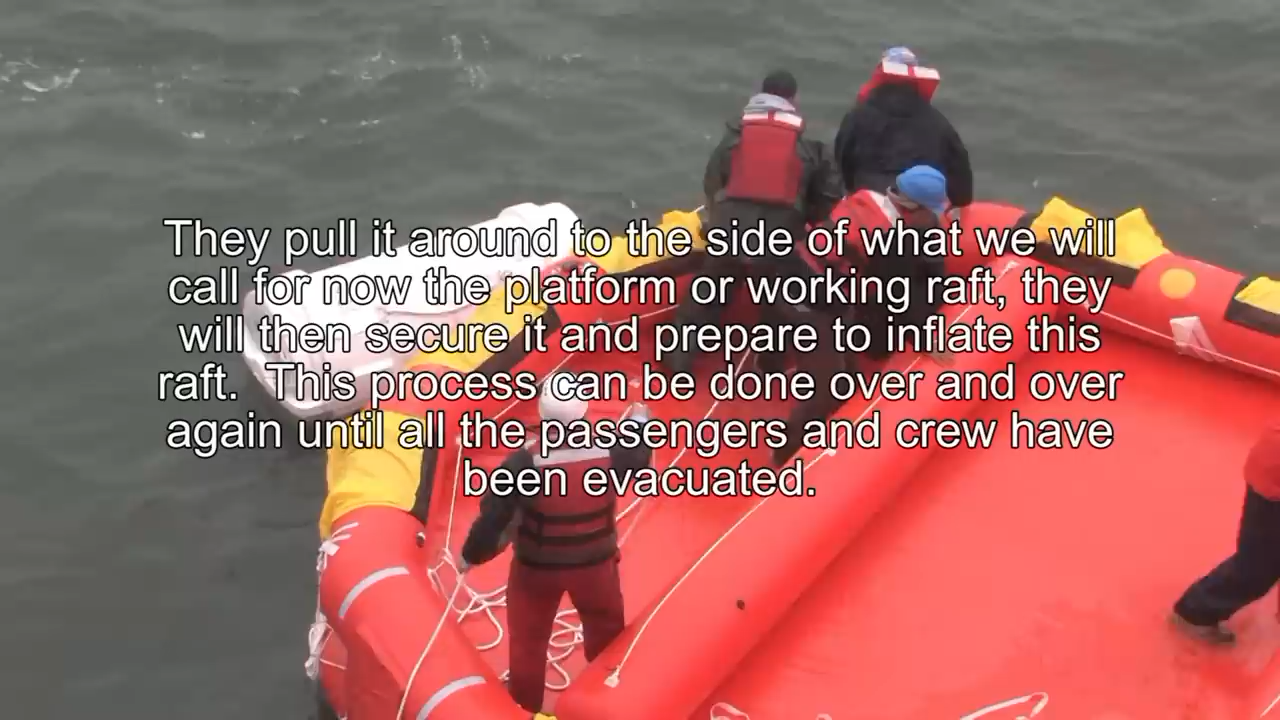 They pull it around to the side of what we will
call for now the platform or working raft, they
will then secure it and prepare to inflate this
raft.  This process can be done over and over
again until all the passengers and crew have
been evacuated.